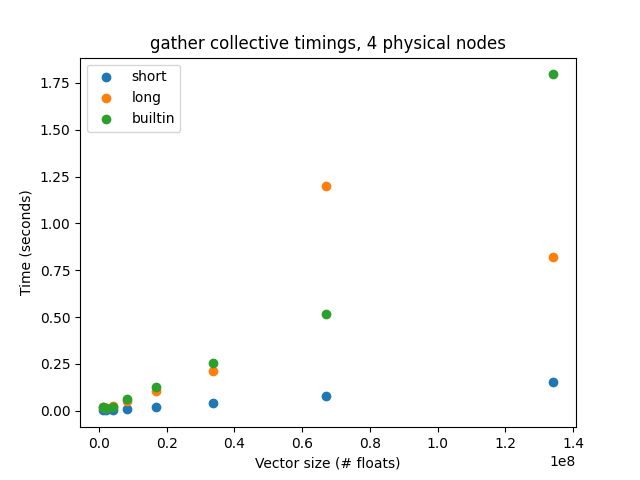 gather collective timings, 4 physical nodes
short
long
builtin
1.75
1.50
1.25
1.00
0.75
0.50
0.25
0.00
Time (seconds)
0.0 0.2 0.4 0.6 0.8 1.0 1.2 1.4
1e8
Vector size (# floats)